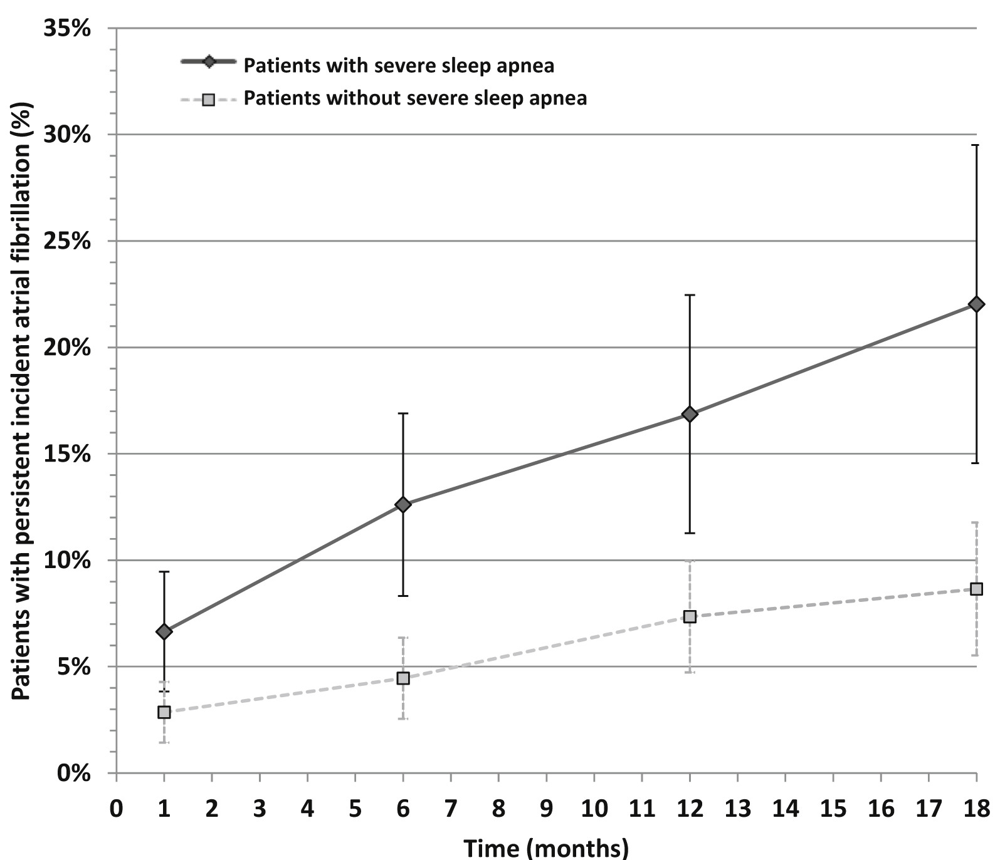 35%
Patients with severe sleep apnea
Patients without severe sleep apnea
30%
25%
20%
15%
10%
5%
0%
Patients with persistent incident atrial fibrillation (%)
0 1 2 3 4 5 6 7 8 9 10 11 12 13 14 15 16 17 18
Time (months)